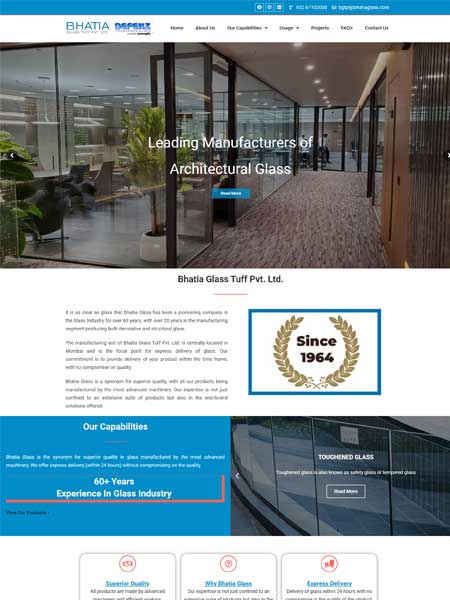 022 67102000 bgtpl@bhatiaglass.com
BHATIA
GLASS TUFF PVT. LTD.
DEFENZ
Home About Us Our Capabilities Usage Projects FAQ's Contact Us
Leading Manufacturers of
Architectural Glass
Read More
Bhatia Glass Tuff Pvt. Ltd.
It is as clear as glass that Bhatia Glass has been a pioneering company in
the Glass Industry for over 60 years, with over 20 years in the manufacturing
segment producing both decorative and structural glass.
The manufacturing unit of Bhatia Glass Tuff Pvt. Ltd. is centrally located in
Mumbai and is the focal point for express delivery of glass. Our
commitment is to provide delivery of your product within the time frame,
with no compromise on quality.
Bhatia Glass is a synonym for superior quality, with all our products being
manufactured by the most advanced machinery. Our expertise is not just
confined to an extensive suite of products but also in the end-to-end
solutions offered.
Since
1964
Our Capabilities
Bhatia Glass is the synonym for superior quality in glass manufactured by the most advanced
machinery. We offer express delivery (within 24 hours) without compromising on the quality.
60+ Years
Experience In Glass Industry
View Our Products
TOUGHENED GLASS
Toughened glass is also known as safety glass or tempered glass
Read More
Superior Quality
All products are made by advanced
machinery and efficient workers
Why Bhatia Glass
Our expertise is not just confined to an
extensive suite of products but also in the
Express Delivery
Delivery of glass within 24 hours with no
compromise on the quality of the product